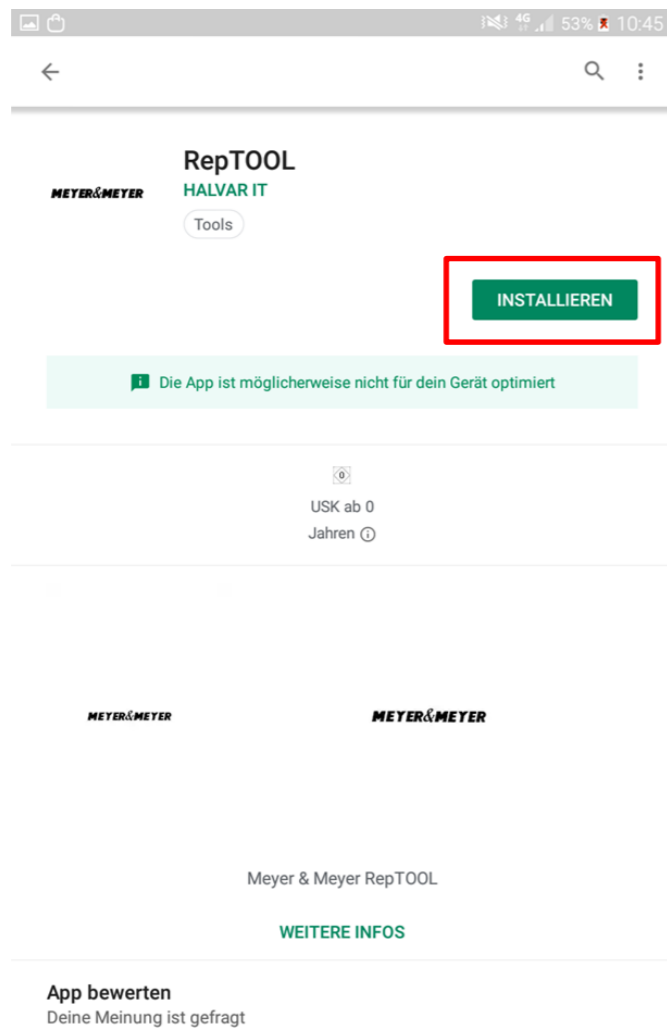 4G 53% 10:45
RepTOOL
MEYER&MEYER
HALVAR IT
Tools
INSTALLIEREN
Die App ist möglicherweise nicht für dein Gerät optimiert
0
USK ab 0
Jahren
MEYER&MEYER MEYER&MEYER
Meyer & Meyer RepTOOL
WEITERE INFOS
App bewerten
Deine Meinung ist gefragt